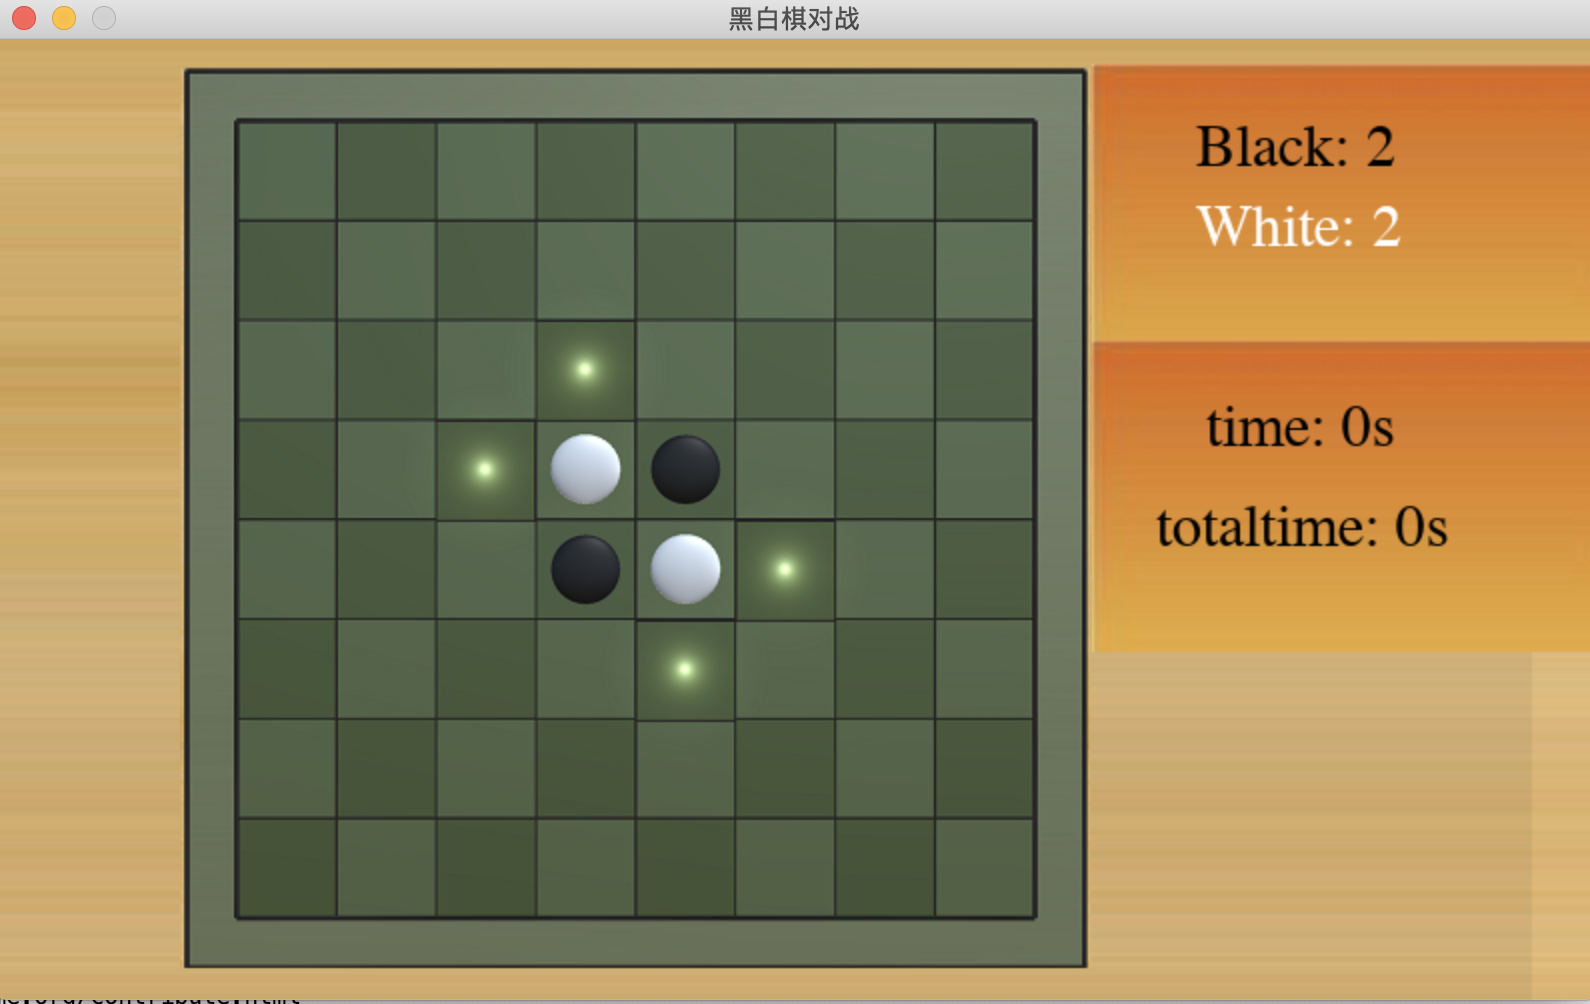 黑白棋对战
Black: 2
White: 2
time: 0s
totaltime: 0s